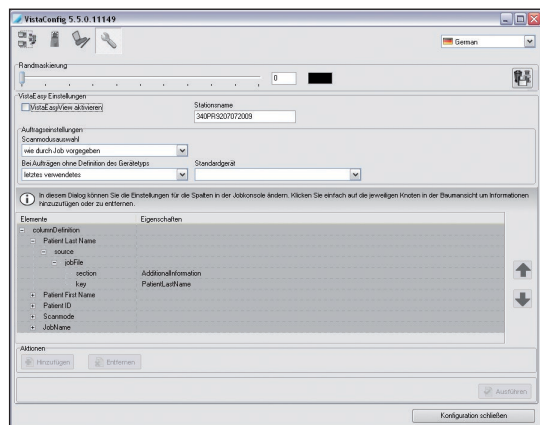 VistaConfig 5.5.0.11149
German
Randmaskierung
0
VistaEasy Einstellungen
VistaEasyView aktivieren
Stationsname
340PR9207072009
Auftragseinstellungen
Scanmodusauswahl
wie durch Job vorgegeben
Bei Aufträgen ohne Definition des Gerätetyps
Standardgerät
letztes verwendetes
In diesem Dialog können Sie die Einstellungen für die Spalten in der Jobkonsole ändern. Klicken Sie einfach auf die jeweiligen Knoten in der Baumansicht um Informationen
hinzuzufügen oder zu entfernen.
Elemente Eigenschaften
columnDefinition
Patient Last Name
source
jobFile
section AdditionalInformation
key PatientLastName
Patient First Name
Patient ID
Scanmode
JobName
Aktionen
Hinzufügen
Entfernen
Ausführen
Konfiguration schließen